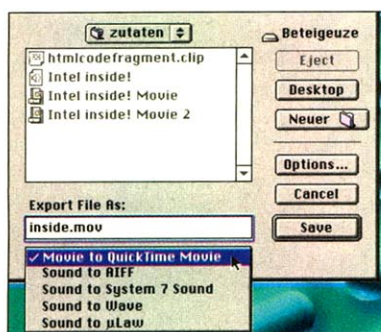 zutaten
Beteigeuze
htmlcodefragment.clip
Intel inside!
Intel inside! Movie
Intel inside! Movie 2
Eject
Desktop
Neuer
Options...
Cancel
Save
Export File As:
inside.mov
✓ Movie to QuickTime Movie
Sound to AIFF
Sound to System 7 Sound
Sound to Wave
Sound to µLaw